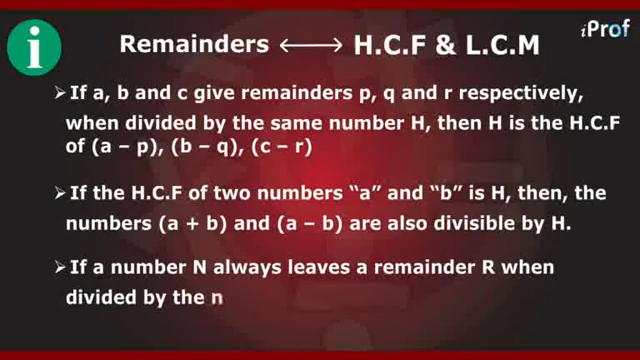 i
Remainders ⟷ H.C.F & L.C.M
iProf
➢ If a, b and c give remainders p, q and r respectively,
when divided by the same number H, then H is the H.C.F
of (a – p), (b – q), (c – r)
➢ If the H.C.F of two numbers “a” and “b” is H, then, the
numbers (a + b) and (a – b) are also divisible by H.
➢ If a number N always leaves a remainder R when
divided by the n